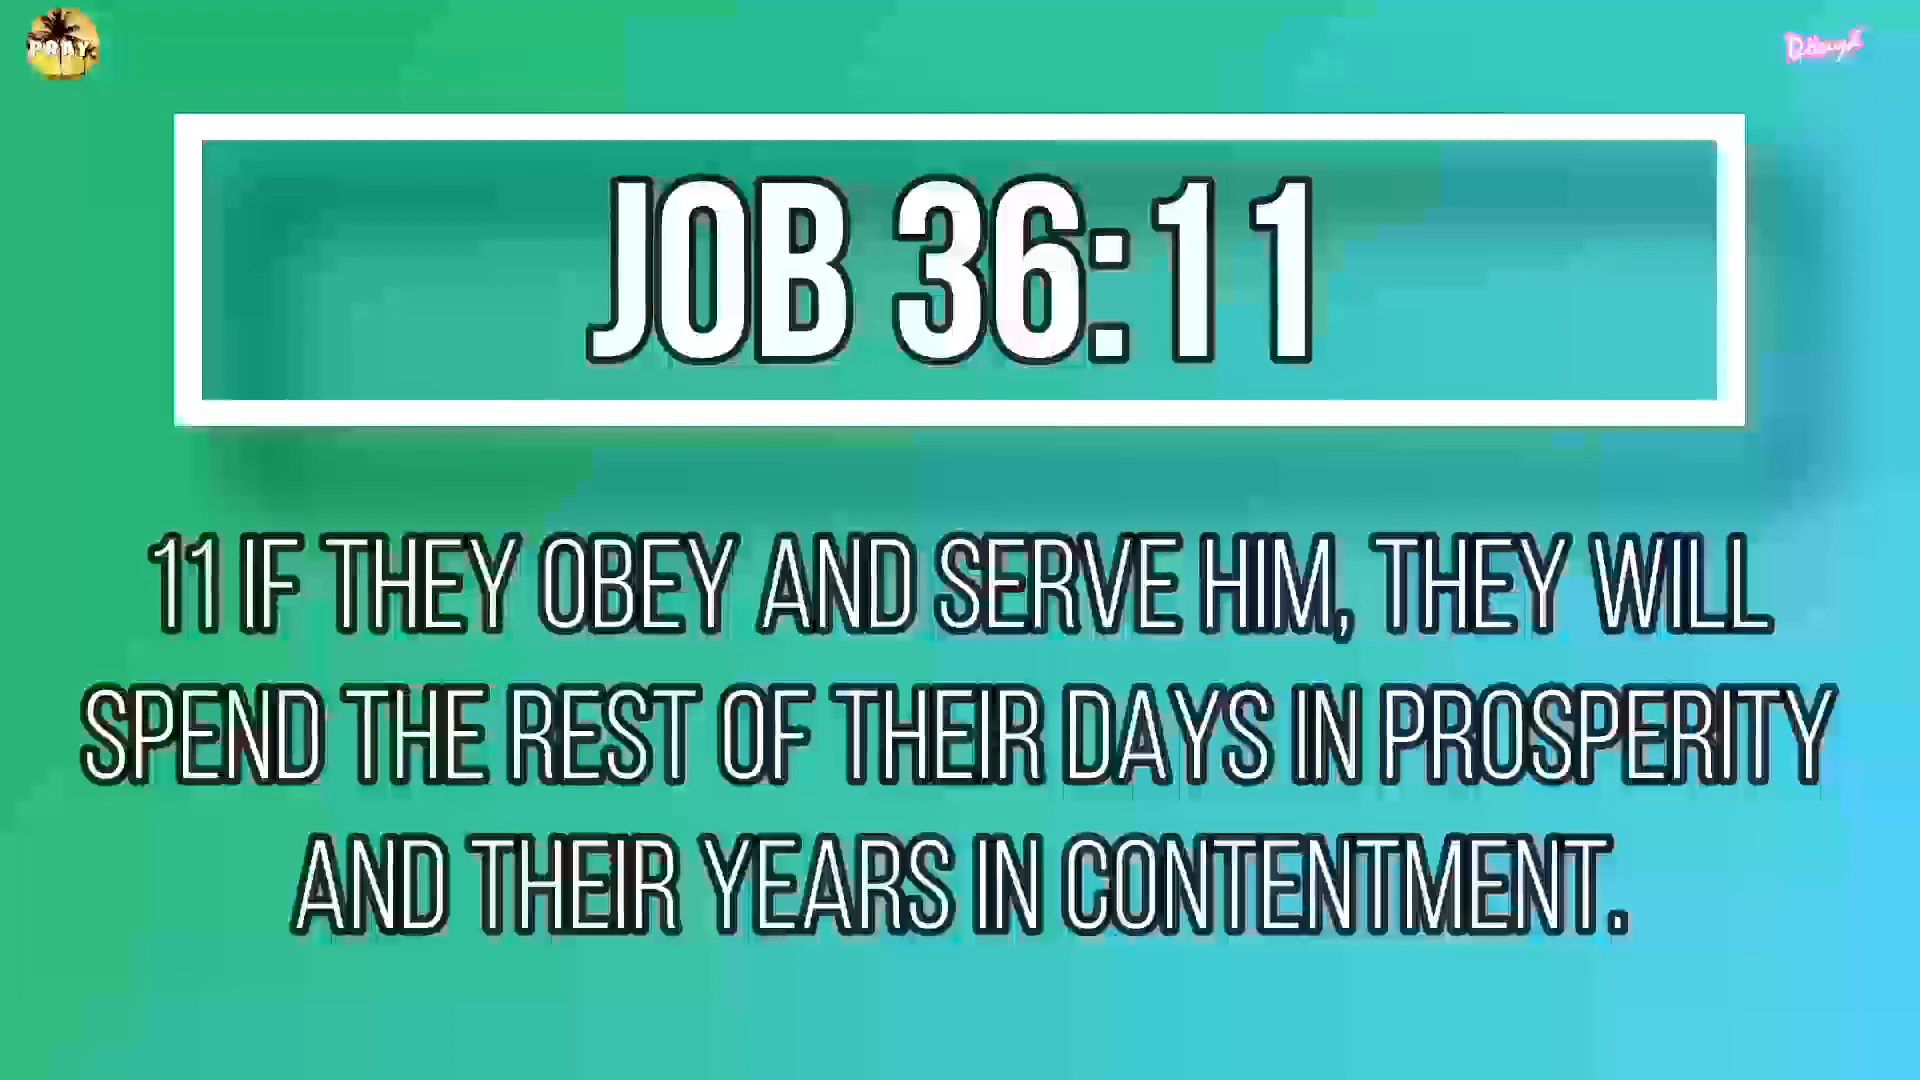 PRAY
JOB 36:11
11 IF THEY OBEY AND SERVE HIM, THEY WILL
SPEND THE REST OF THEIR DAYS IN PROSPERITY
AND THEIR YEARS IN CONTENTMENT.